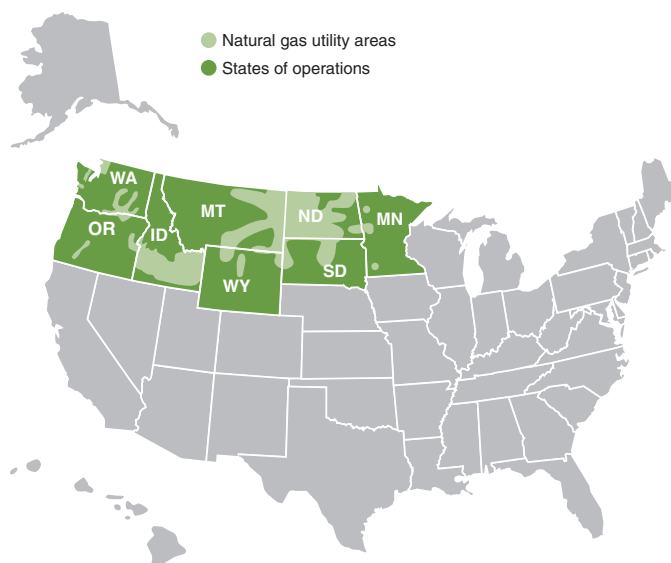 Natural gas utility areas
States of operations
WA
MT
ND
MN
OR
ID
SD
WY